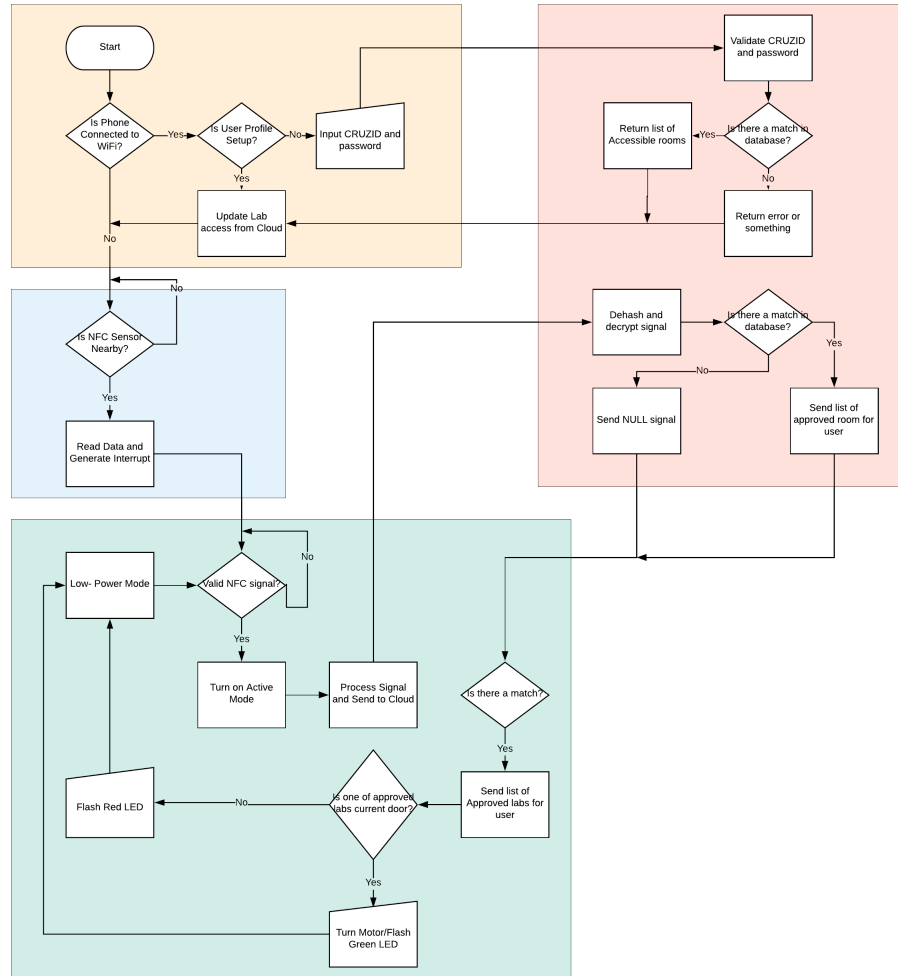 Start
Is Phone
Connected to
WiFi?
Yes
Is User Profile
Setup?
No
Input CRUZID and
password
Yes
Update Lab
access from Cloud
No
Validate CRUZID
and password
Is there a match in
database?
Yes
Return list of
Accessible rooms
No
Return error or
something
No
Is NFC Sensor
Nearby?
Yes
Read Data and
Generate Interrupt
Dehash and
decrypt signal
Is there a match in
database?
Yes
No
Send NULL signal
Send list of
approved room for
user
Low- Power Mode
Valid NFC signal?
No
Yes
Turn on Active
Mode
Process Signal
and Send to Cloud
Is there a match?
Yes
Send list of
Approved labs for
user
Is one of approved
labs current door?
No
Flash Red LED
Yes
Turn Motor/Flash
Green LED